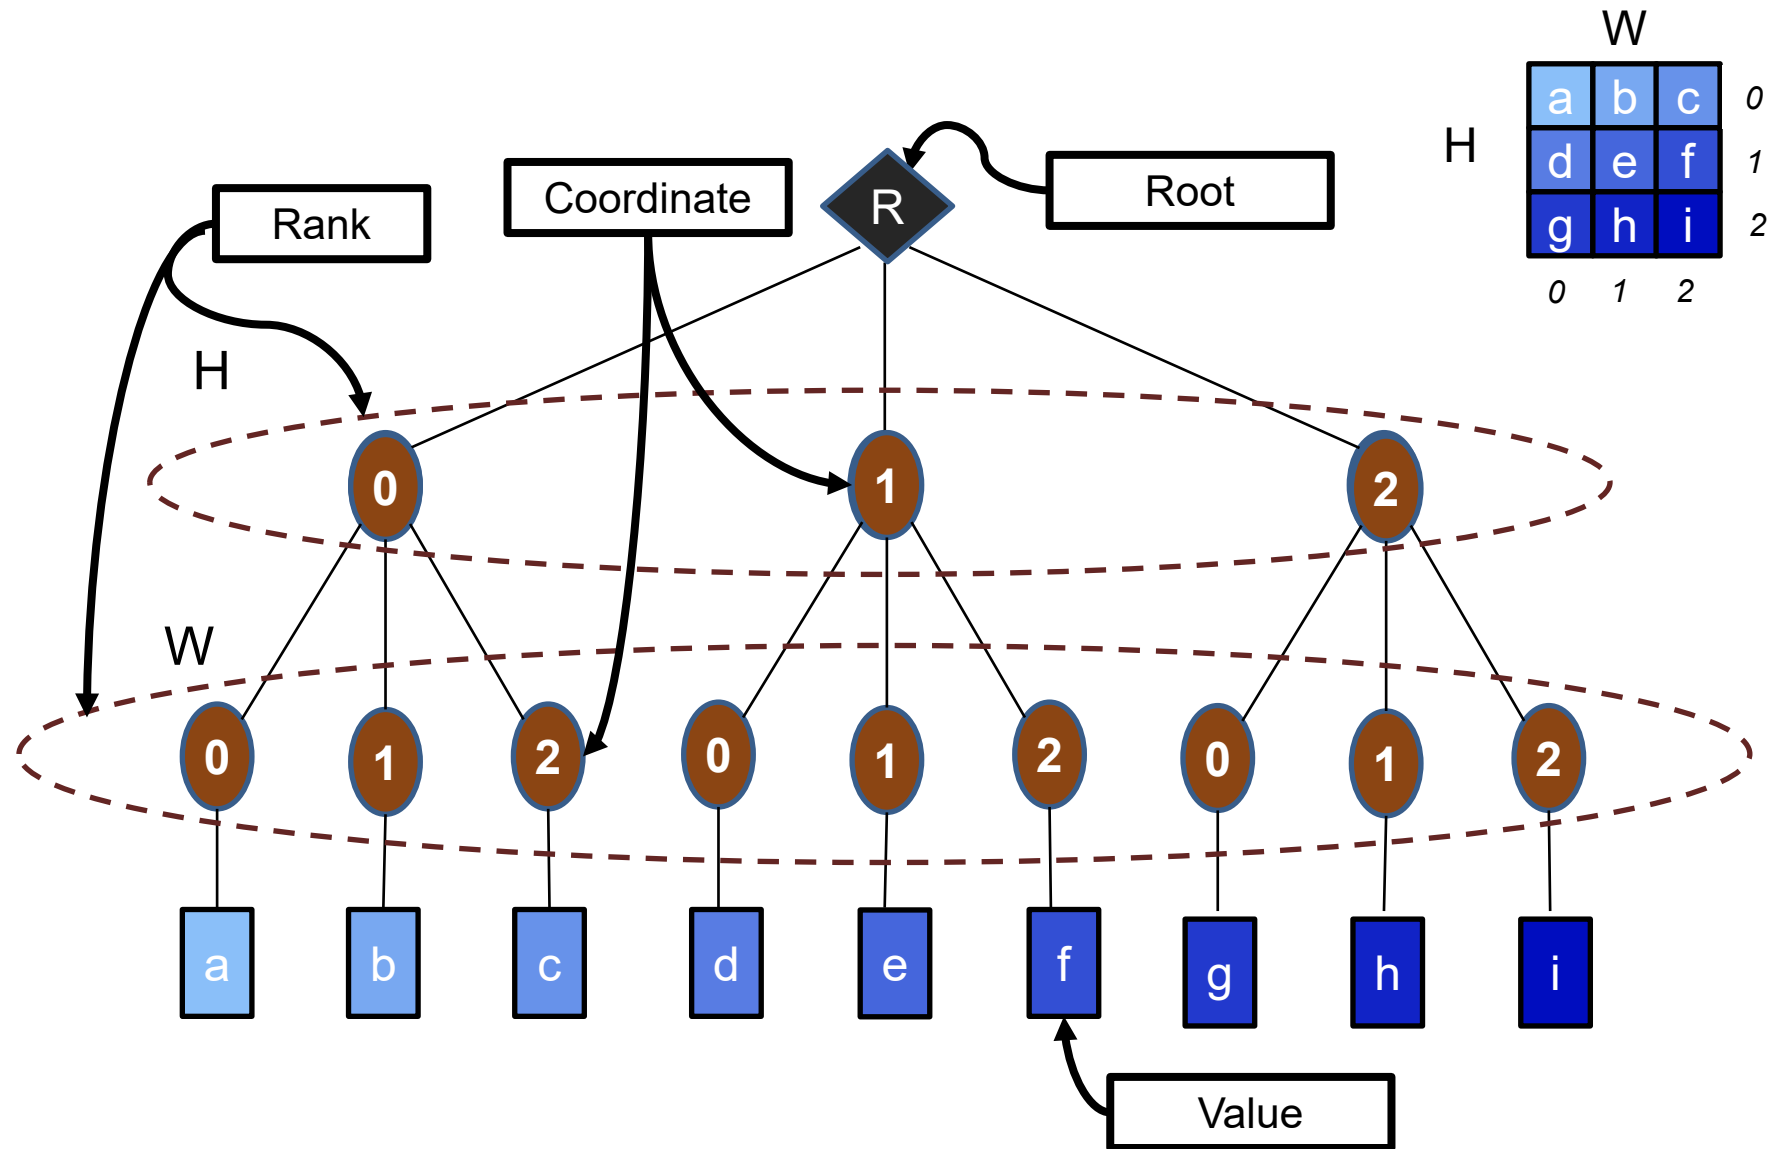 W
a b c 0
H
d e f 1
g h i 2
0 1 2
Rank
Coordinate
R
Root
H
0 1 2
W
0 1 2 0 1 2 0 1 2
a b c d e f g h i
Value